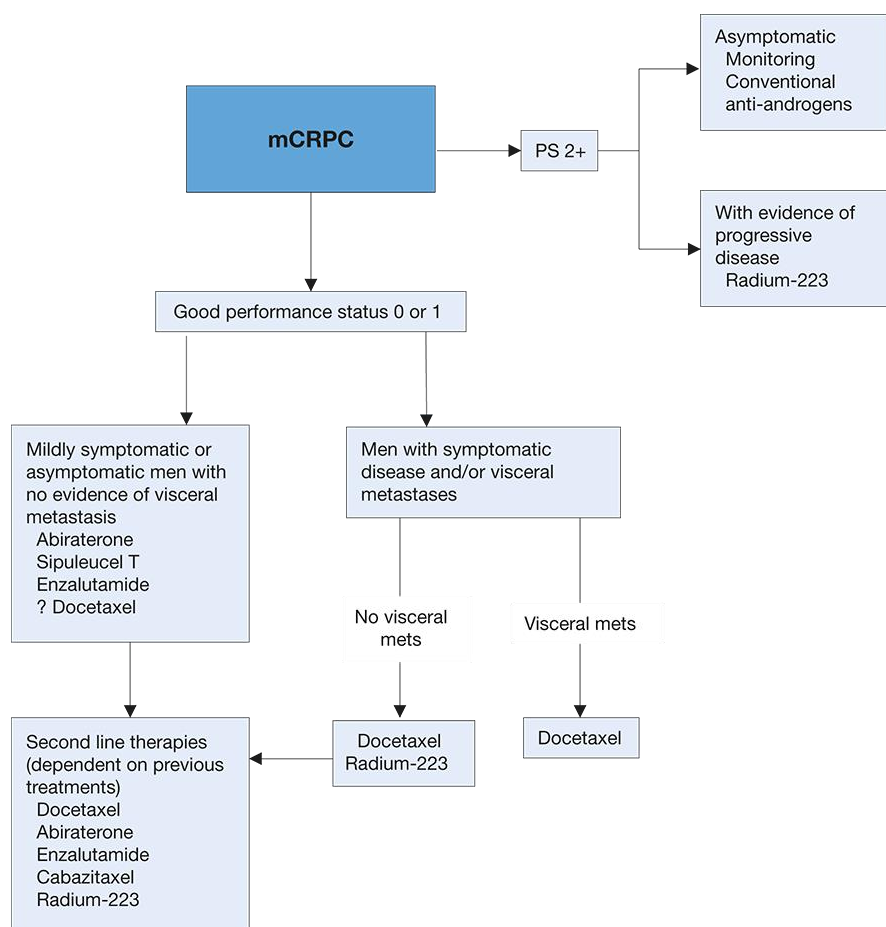 mCRPC
PS 2+
Asymptomatic
Monitoring
Conventional
anti-androgens
With evidence of
progressive
disease
Radium-223
Good performance status 0 or 1
Mildly symptomatic or
asymptomatic men with
no evidence of visceral
metastasis
Abiraterone
Sipuleucel T
Enzalutamide
? Docetaxel
Men with symptomatic
disease and/or visceral
metastases
No visceral
mets
Visceral mets
Docetaxel
Radium-223
Docetaxel
Second line therapies
(dependent on previous
treatments)
Docetaxel
Abiraterone
Enzalutamide
Cabazitaxel
Radium-223